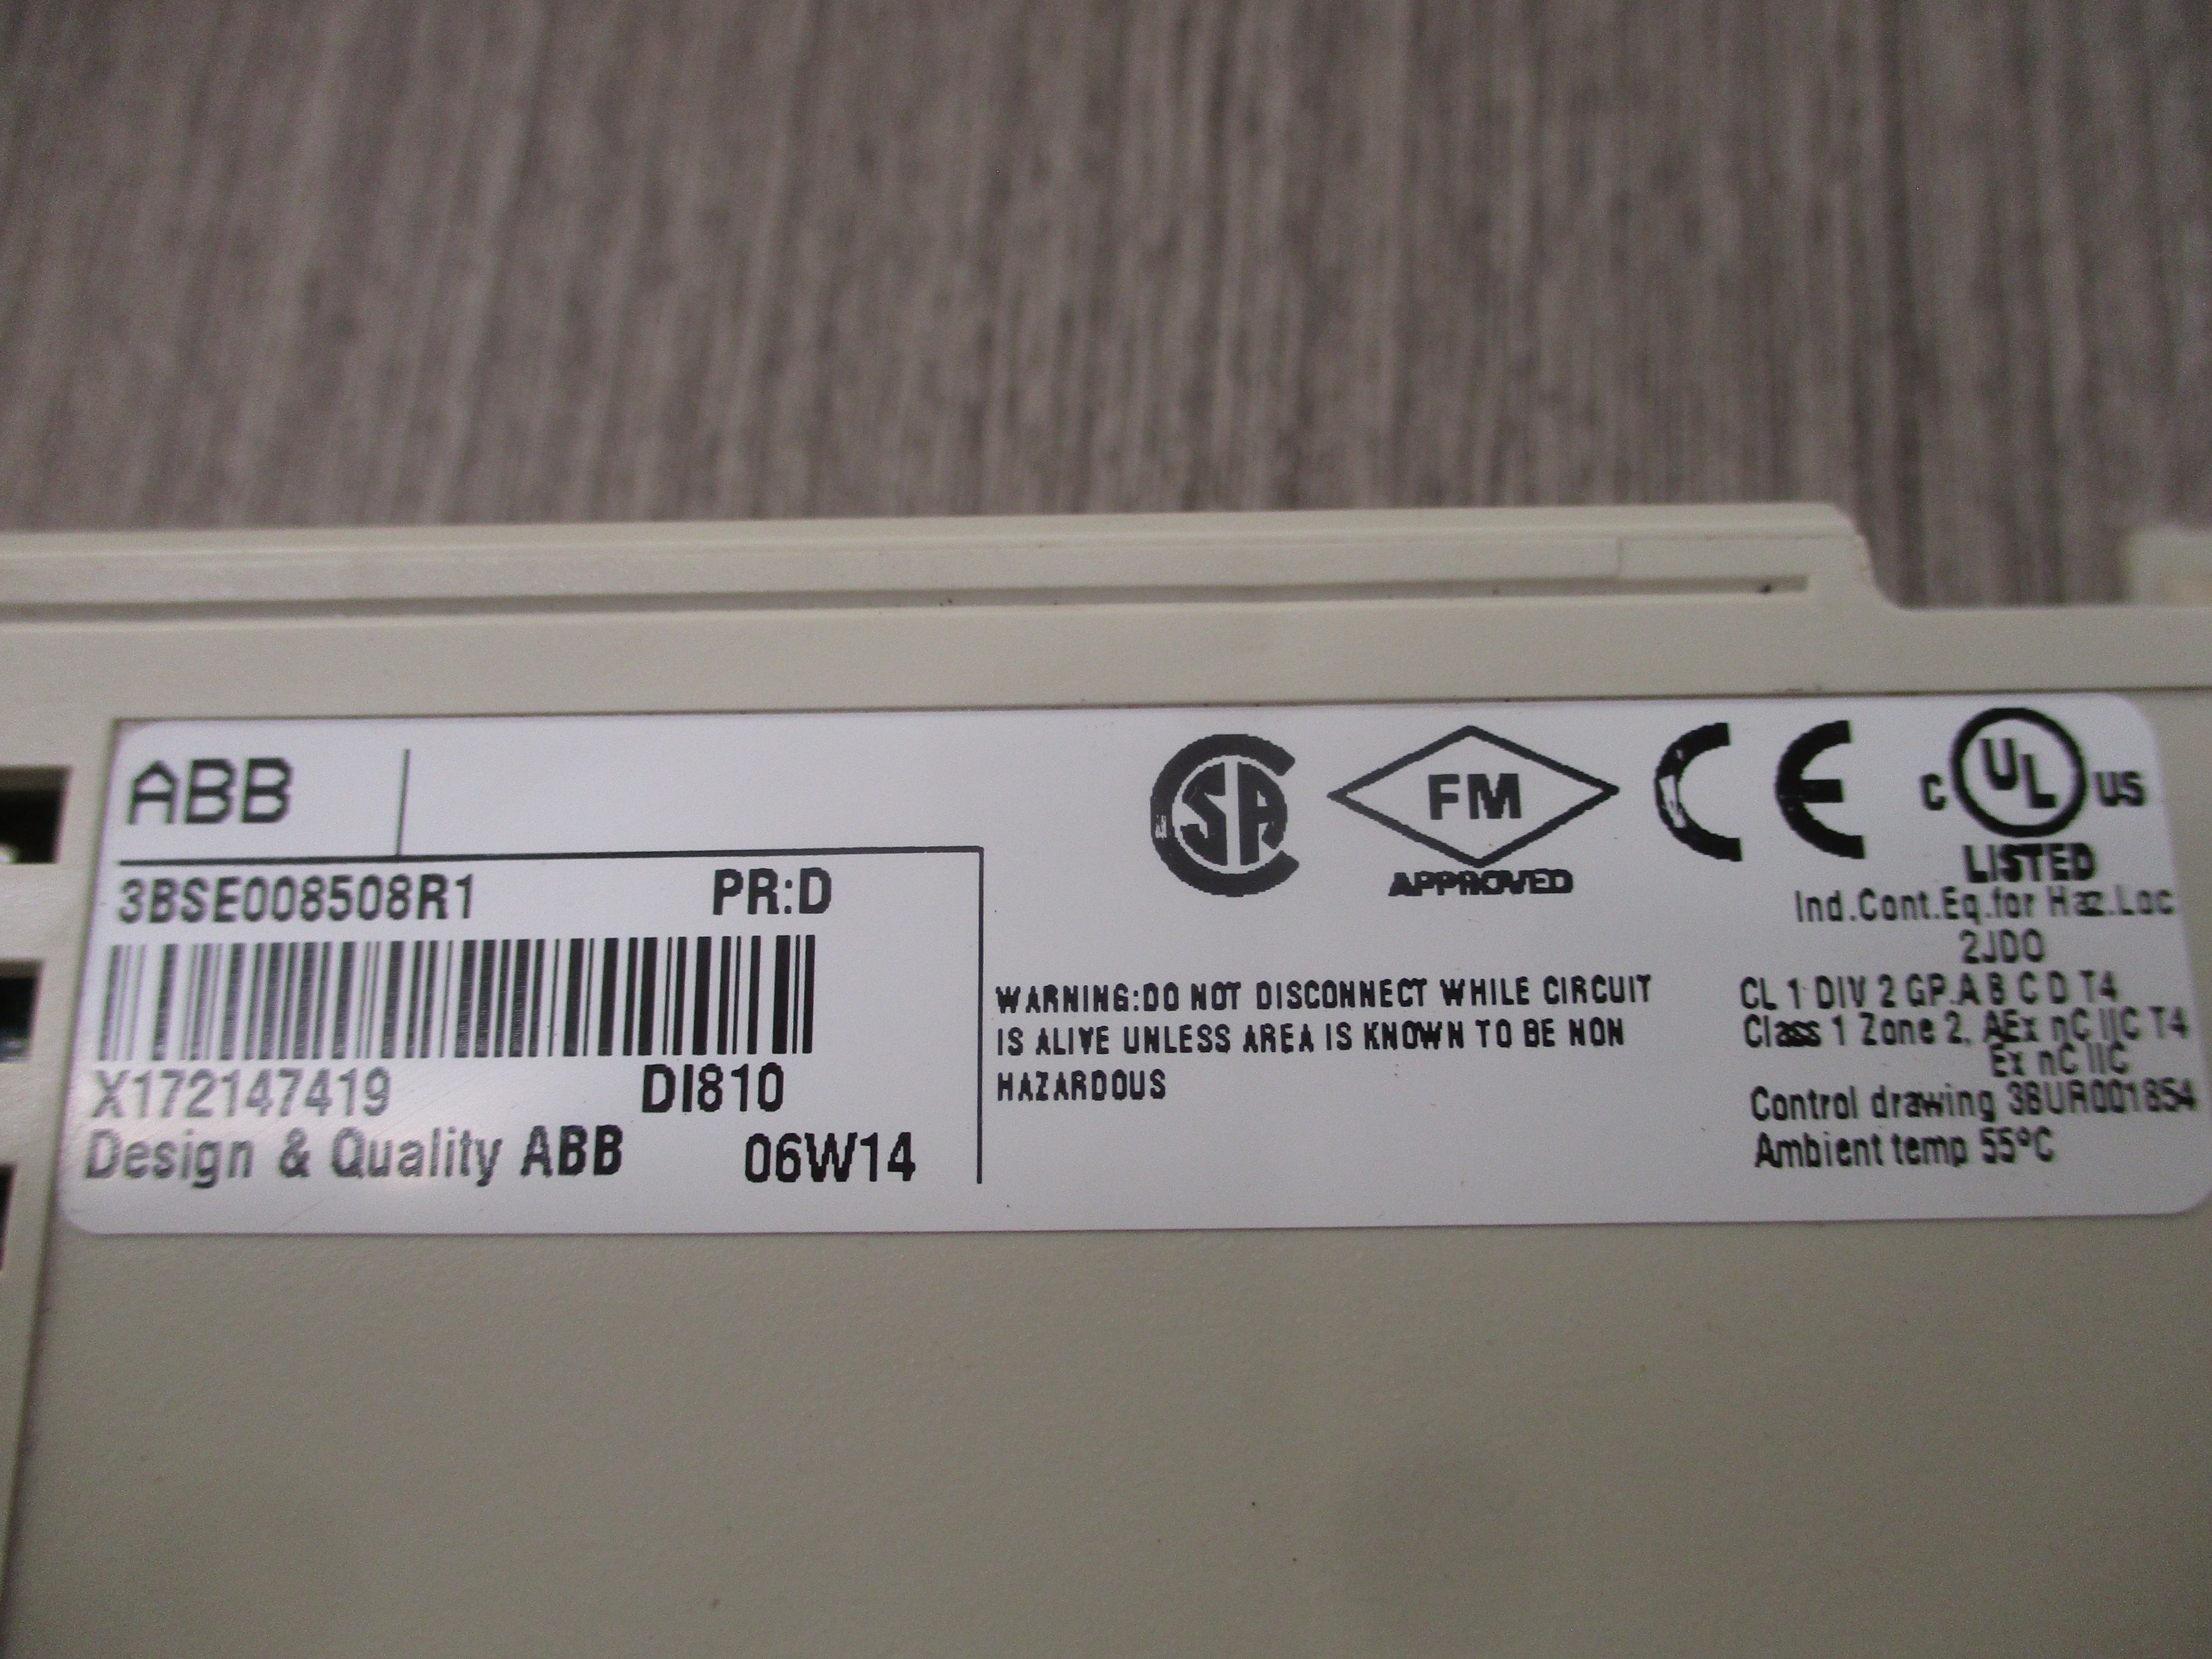 ABB
3BSE008508R1 PR:D
X172147419 DI810
Design & Quality ABB 06W14
SA
FM
APPROVED
CE
C UL US
LISTED
Ind.Cont.Eq.for Haz.Loc
2JD0
WARNING:DO NOT DISCONNECT WHILE CIRCUIT
IS ALIVE UNLESS AREA IS KNOWN TO BE NON
HAZARDOUS
CL 1 DIV 2 GP.A B C D T4
Class 1 Zone 2, AEx nC IIC T4
Ex nC IIC
Control drawing 3BUR001854
Ambient temp 55°C